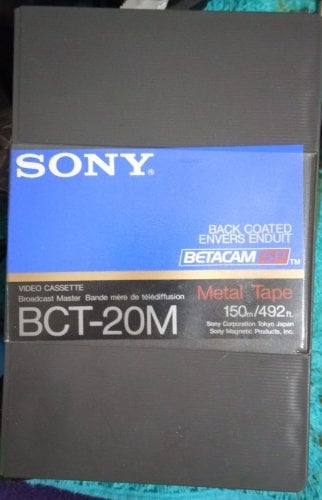 SONY®
BACK COATED
ENVERS ENDUIT
BETACAM SP™
VIDEO CASSETTE
Broadcast Master Bande mère de télédiffusion
Metal Tape
BCT-20M
150m/492ft.
Sony Corporation Tokyo Japan
Sony Magnetic Products, Inc.